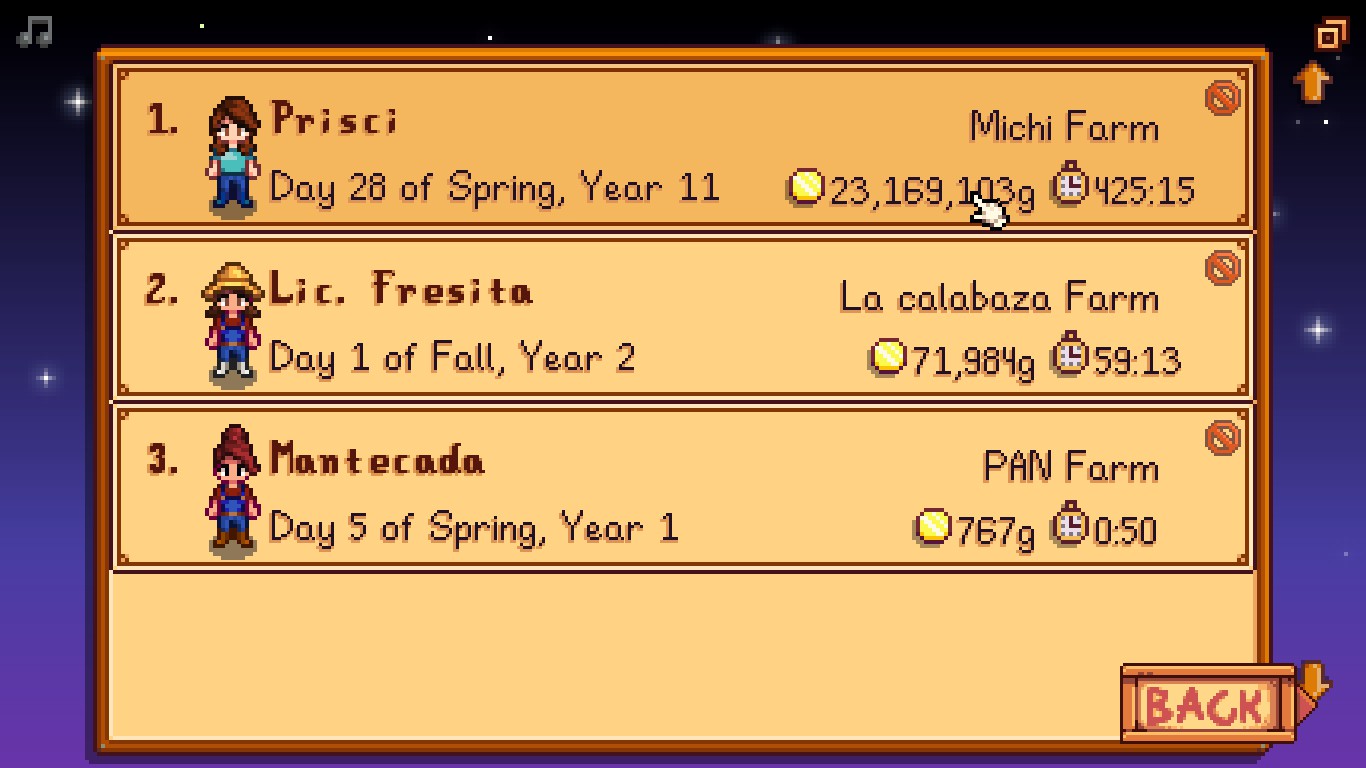 1. Prisci
Michi Farm
Day 28 of Spring, Year 11
23,169,103g 425:15
2. Lic. Fresita
La calabaza Farm
Day 1 of Fall, Year 2
71,984g 59:13
3. Mantecada
PAN Farm
Day 5 of Spring, Year 1
767g 0:50
BACK